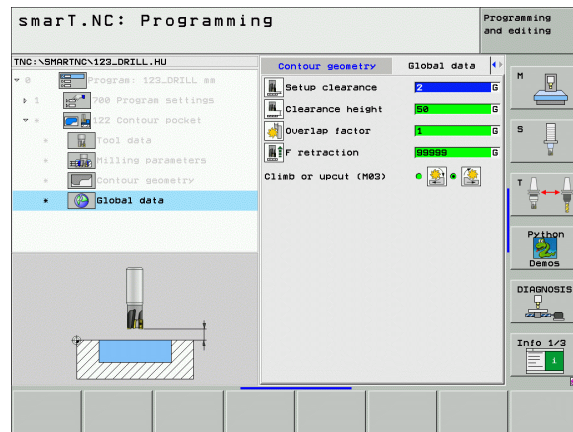 smarT.NC: Programming
Programming
and editing
TNC:\SMARTNC\123_DRILL.HU
0 Program: 123_DRILL mm
1 700 Program settings
* 122 Contour pocket
* Tool data
* Milling parameters
* Contour geometry
* Global data
Contour geometry Global data
Setup clearance 2 G
Clearance height 50 G
Overlap factor 1 G
F retraction 99999 G
Climb or upcut (M03)
M
S
T
Python
Demos
DIAGNOSIS
Info 1/3